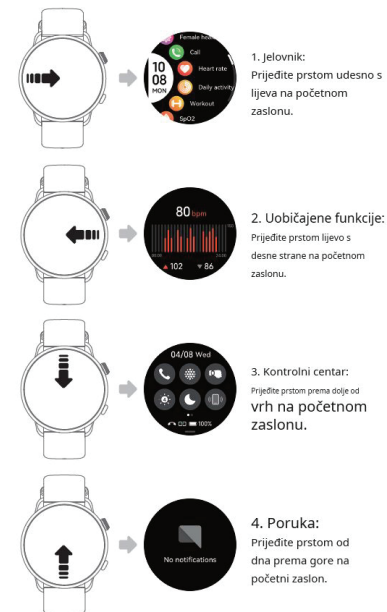 Female hea
Call
10
08
MON
Heart rate
Daily activity
Workout
SpO2
1. Jelovnik:
Prijeđite prstom udesno s
lijeva na početnom
zaslonu.
80 bpm
102
86
2. Uobičajene funkcije:
Prijeđite prstom lijevo s
desne strane na početnom
zaslonu.
04/08 Wed
100%
3. Kontrolni centar:
Prijeđite prstom prema dolje od
vrh na početnom
zaslonu.
No notifications
4. Poruka:
Prijeđite prstom od
dna prema gore na
početni zaslon.